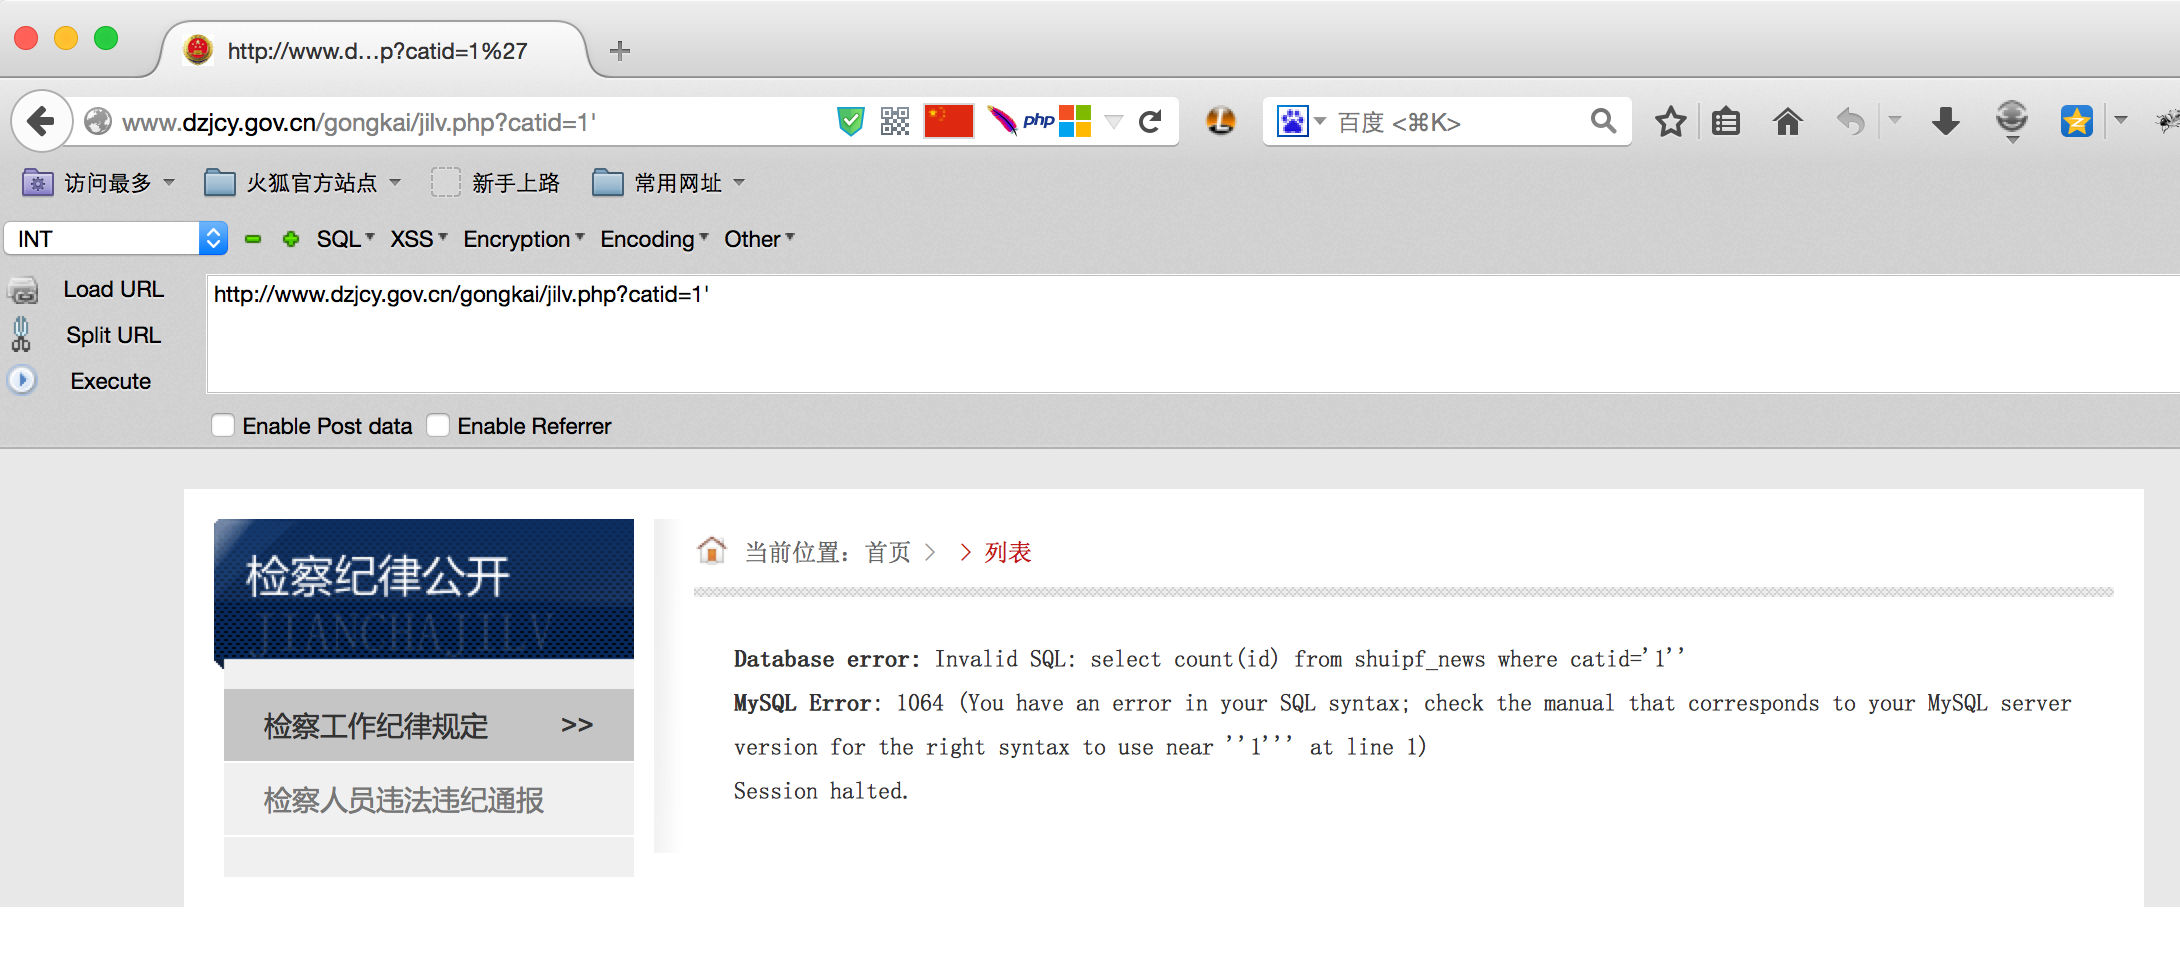 http://www.d...p?catid=1%27
www.dzjcy.gov.cn/gongkai/jilv.php?catid=1'
php
百度 <⌘K>
访问最多
火狐官方站点
新手上路
常用网址
INT
SQL
XSS
Encryption
Encoding
Other
Load URL
http://www.dzjcy.gov.cn/gongkai/jilv.php?catid=1'
Split URL
Execute
Enable Post data
Enable Referrer
检察纪律公开
JIANCHAJILV
检察工作纪律规定 >>
检察人员违法违纪通报
当前位置：首页 > > 列表
Database error: Invalid SQL: select count(id) from shuipf_news where catid='1''
MySQL Error: 1064 (You have an error in your SQL syntax; check the manual that corresponds to your MySQL server
version for the right syntax to use near ''1''' at line 1)
Session halted.